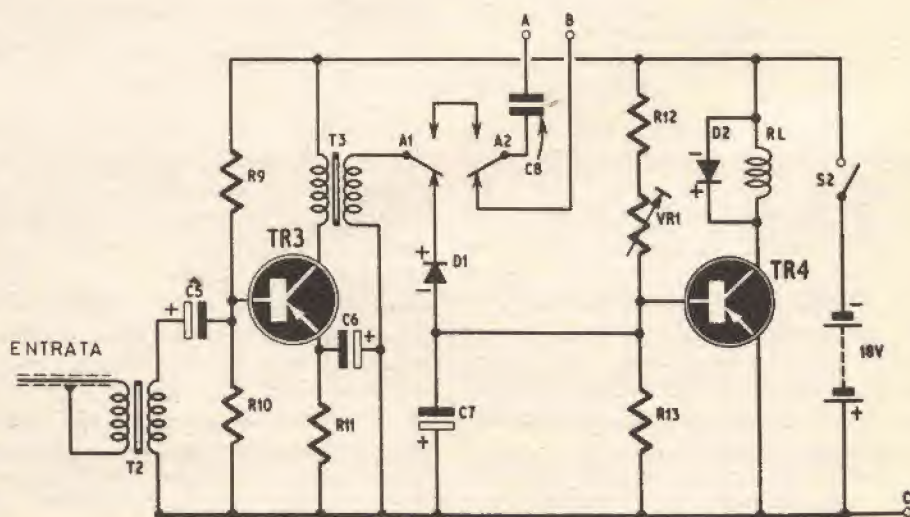 A
B
R12
D2
RL
T3
A1
A2
C8
R9
S2
VR1
TR3
TR4
+
C5
-
+
D1
-
+
C6
+
-
18V
+
ENTRATA
R10
C7
+
R13
R11
T2
C